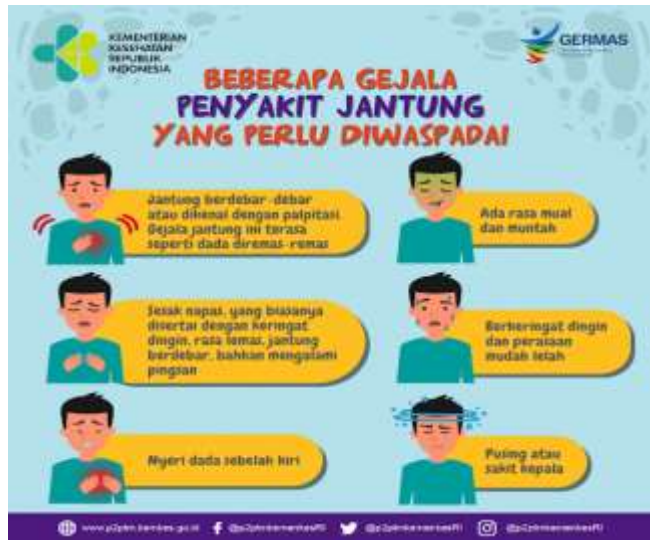 KEMENTERIAN
KESEHATAN
REPUBLIK
INDONESIA
GERMAS
BEBERAPA GEJALA
PENYAKIT JANTUNG
YANG PERLU DIWASPADAI
Jantung berdebar-debar
atau dikenal dengan palpitasi.
Gejala jantung ini terasa
seperti dada diremas-remas
Ada rasa mual
dan muntah
Sesak napas, yang biasanya
disertai dengan keringat
dingin, rasa lemas, jantung
berdebar, bahkan mengalami
pingsan
Berkeringat dingin
dan
mudah lelah
Nyeri dada sebelah kiri
Pusing atau
sakit kepala
www.p2ptm.kemkes.go.id
@p2ptmkemenkesRI
@p2ptmkemenkesRI
@p2ptmkemenkesRI